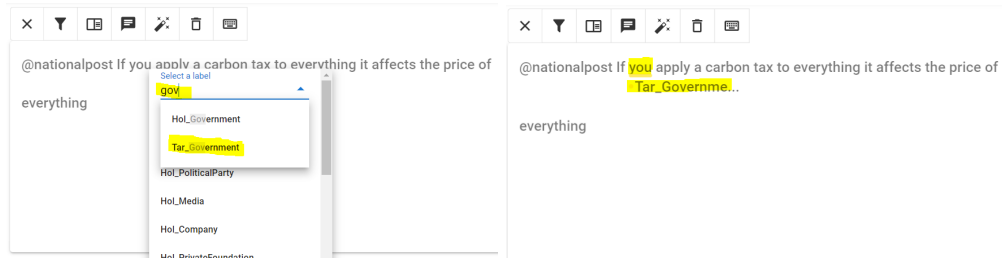 @nationalpost If you apply a carbon tax to everything it affects the price of
Select a label
gov
everything
Hol_Government
Tar_Government
Hol_PoliticalParty
Hol_Media
Hol_Company
Hol_PrivateFoundation
@nationalpost If you apply a carbon tax to everything it affects the price of
Tar_Governme...
everything